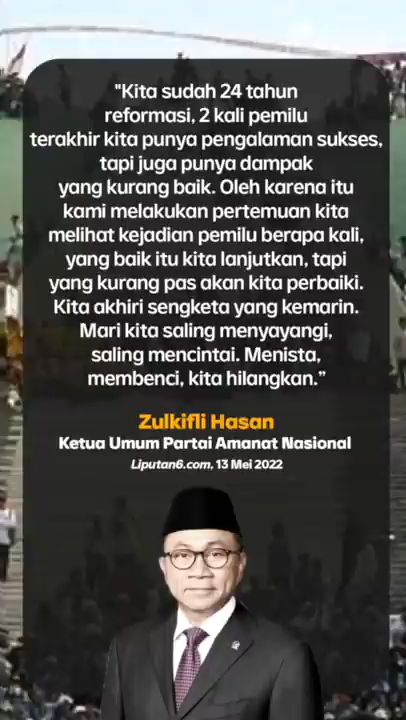 "Kita sudah 24 tahun
reformasi, 2 kali pemilu
terakhir kita punya pengalaman sukses,
tapi juga punya dampak
yang kurang baik. Oleh karena itu
kami melakukan pertemuan kita
melihat kejadian pemilu berapa kali,
yang baik itu kita lanjutkan, tapi
yang kurang pas akan kita perbaiki.
Kita akhiri sengketa yang kemarin.
Mari kita saling menyayangi,
saling mencintai. Menista,
membenci, kita hilangkan."
Zulkifli Hasan
Ketua Umum Partai Amanat Nasional
Liputan6.com, 13 Mei 2022